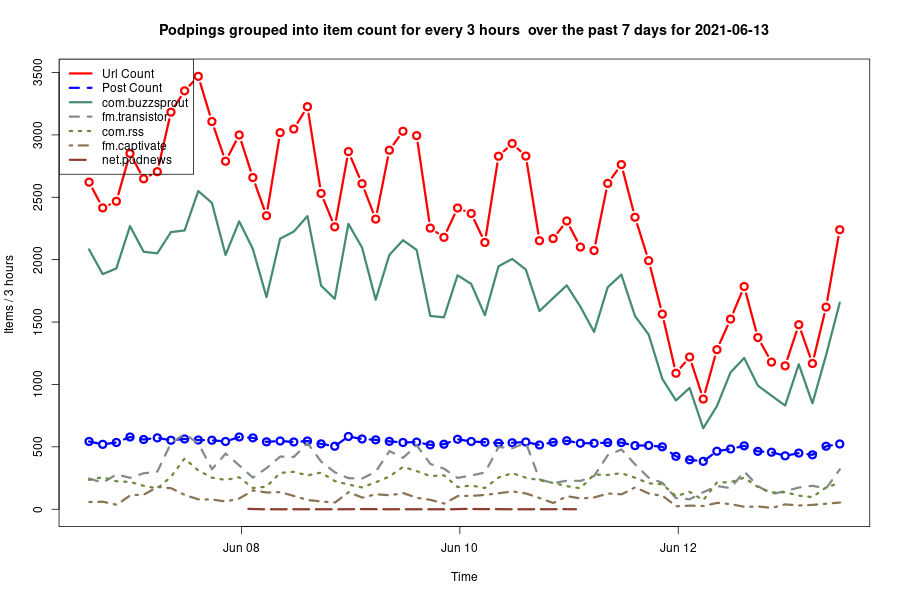 Podpings grouped into item count for every 3 hours  over the past 7 days for 2021-06-13
Items / 3 hours
3500
3000
2500
2000
1500
1000
500
0
Url Count
Post Count
com.buzzsprout
fm.transistor
com.rss
fm.captivate
net.podnews
Jun 08
Jun 10
Jun 12
Time